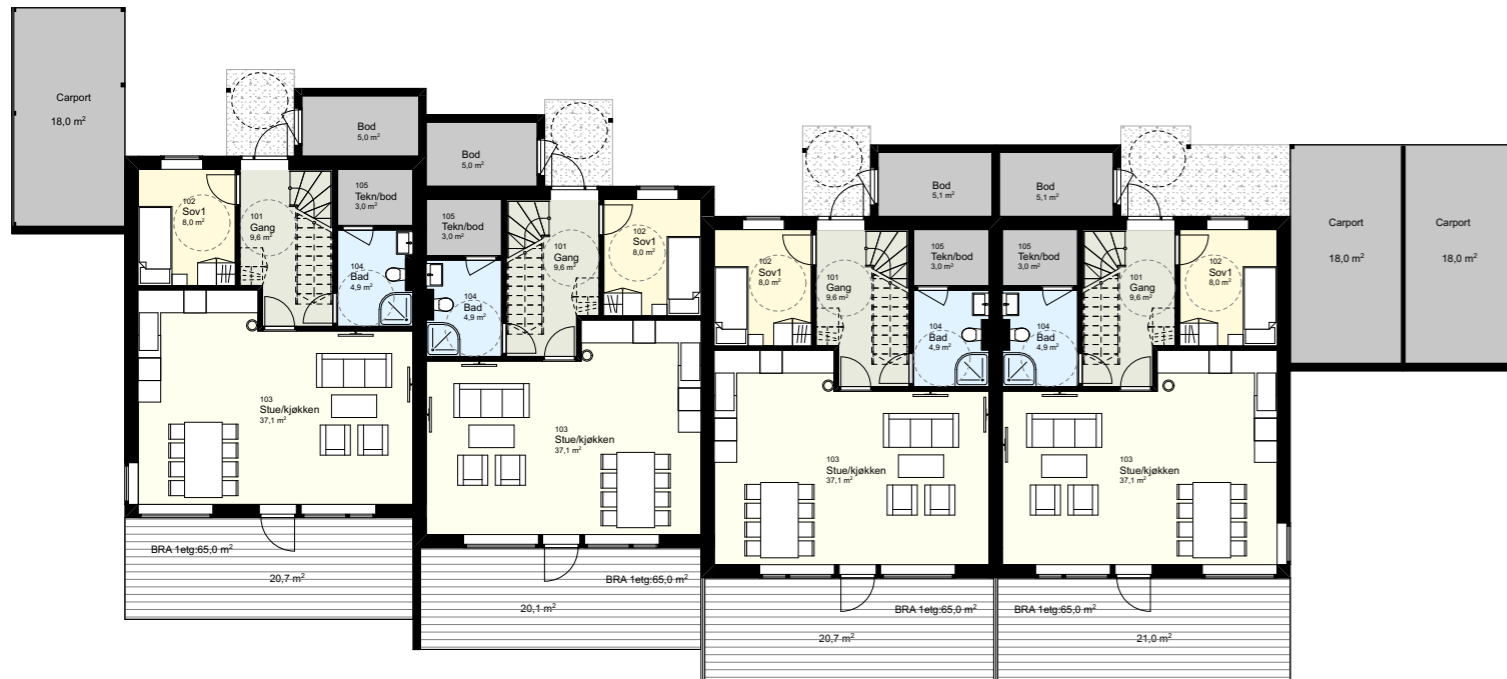 Carport
18,0 m²
Bod
5,0 m²
105
Tekn/bod
3,0 m²
102
Sov1
8,0 m²
101
Gang
9,6 m²
104
Bad
4,9 m²
103
Stue/kjøkken
37,1 m²
BRA 1etg:65,0 m²
20,7 m²
Bod
5,0 m²
105
Tekn/bod
3,0 m²
101
Gang
9,6 m²
102
Sov1
8,0 m²
104
Bad
4,9 m²
103
Stue/kjøkken
37,1 m²
BRA 1etg:65,0 m²
20,1 m²
Bod
5,1 m²
102
Sov1
8,0 m²
101
Gang
9,6 m²
105
Tekn/bod
3,0 m²
104
Bad
4,9 m²
103
Stue/kjøkken
37,1 m²
BRA 1etg:65,0 m²
20,7 m²
Bod
5,1 m²
105
Tekn/bod
3,0 m²
101
Gang
9,6 m²
102
Sov1
8,0 m²
104
Bad
4,9 m²
103
Stue/kjøkken
37,1 m²
BRA 1etg:65,0 m²
21,0 m²
Carport
18,0 m²
Carport
18,0 m²